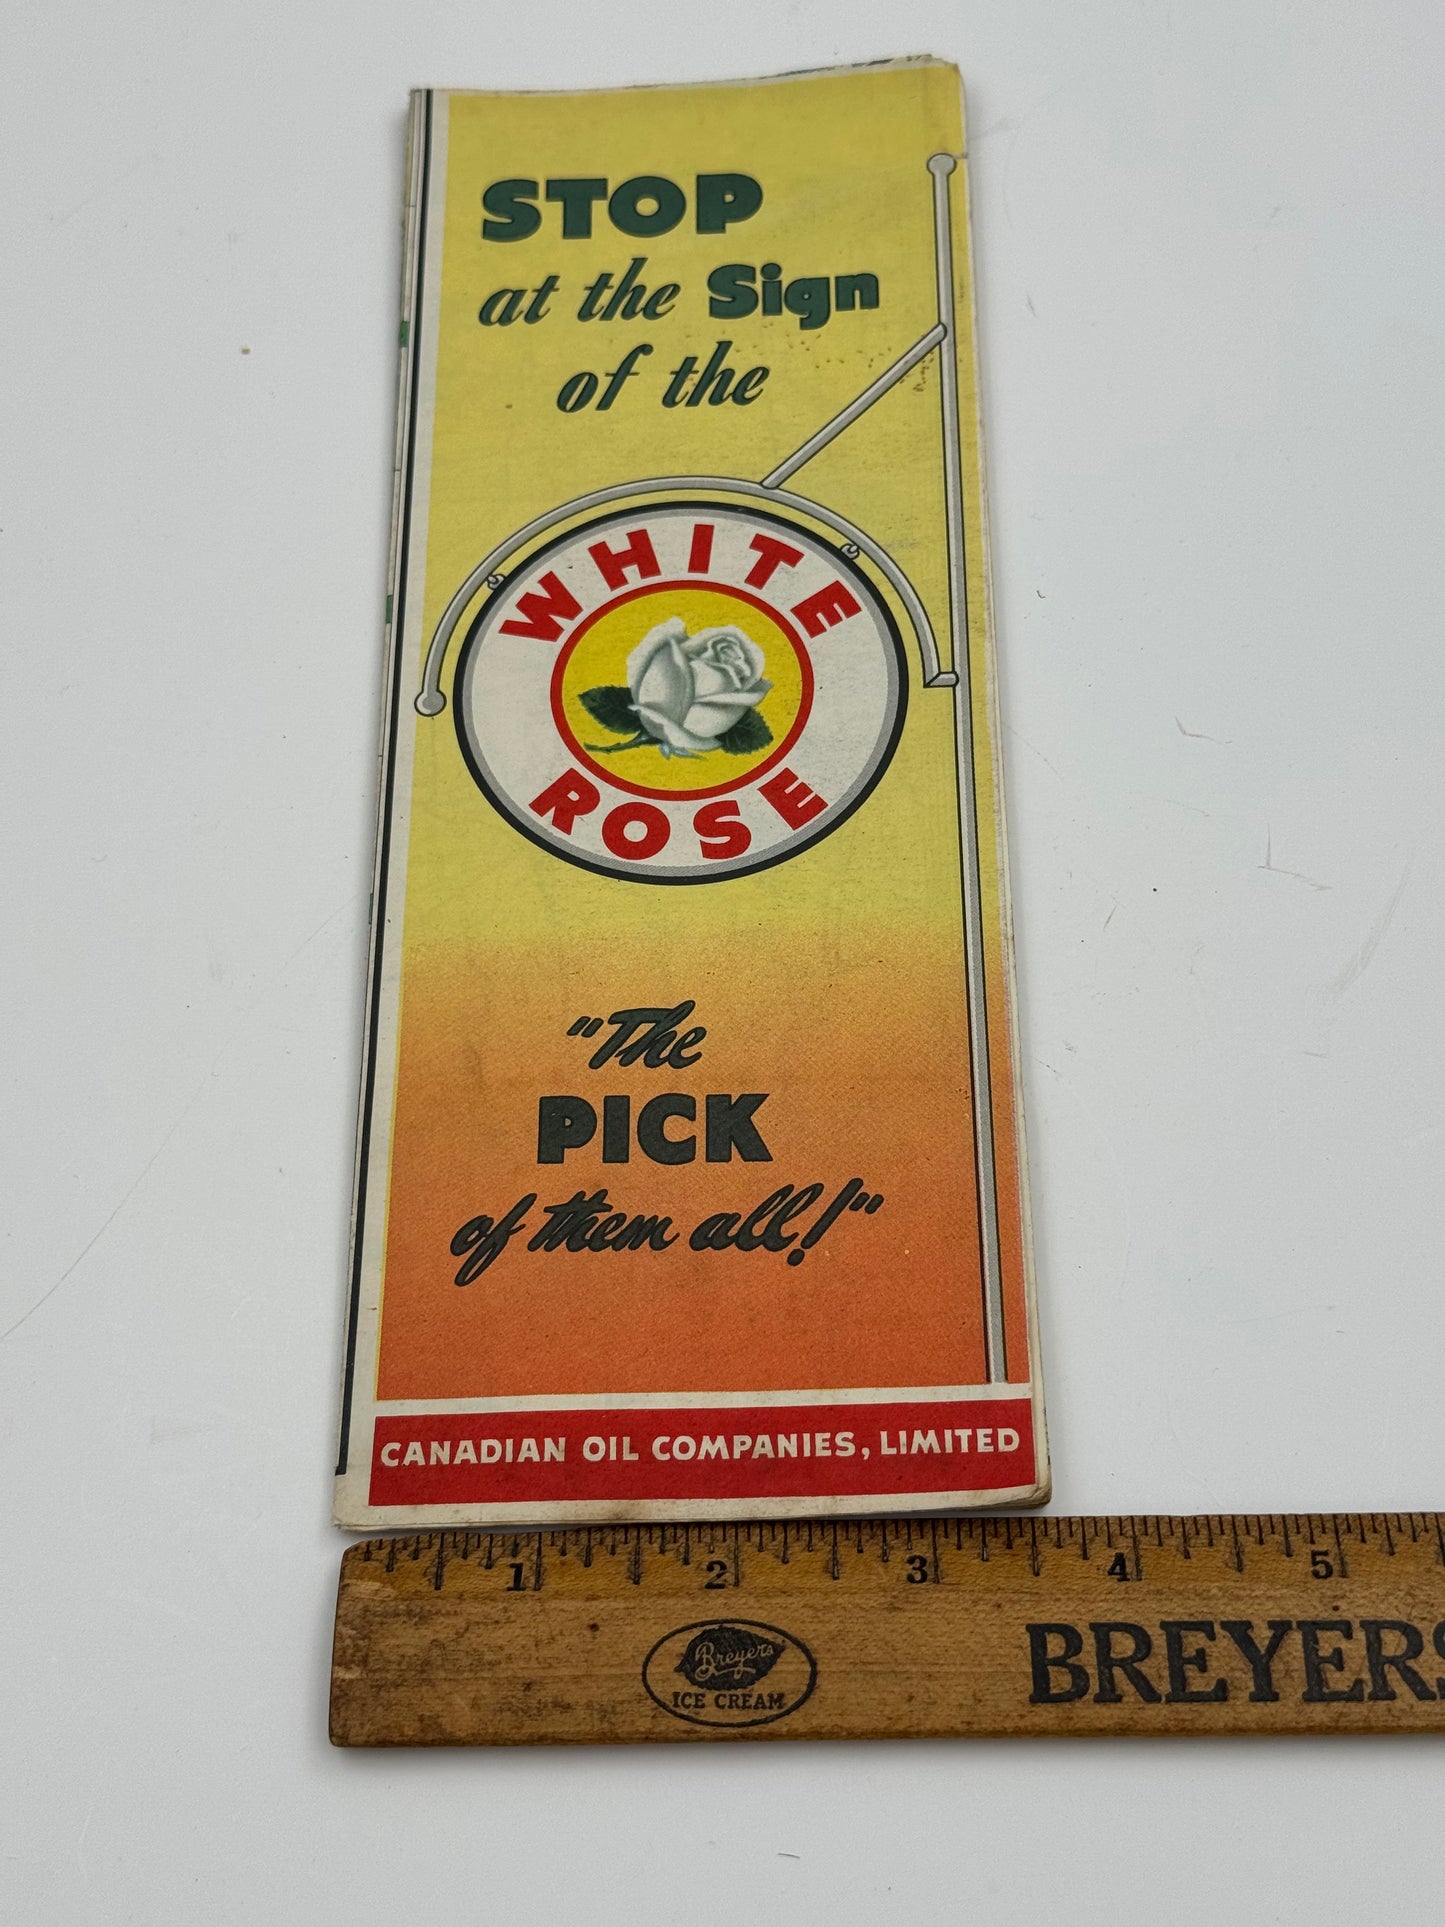 STOP
at the Sign
of the
WHITE
ROSE
"The
PICK
of them all!"
CANADIAN OIL COMPANIES, LIMITED
1 2 3 4 5
Breyers
ICE CREAM
BREYERS